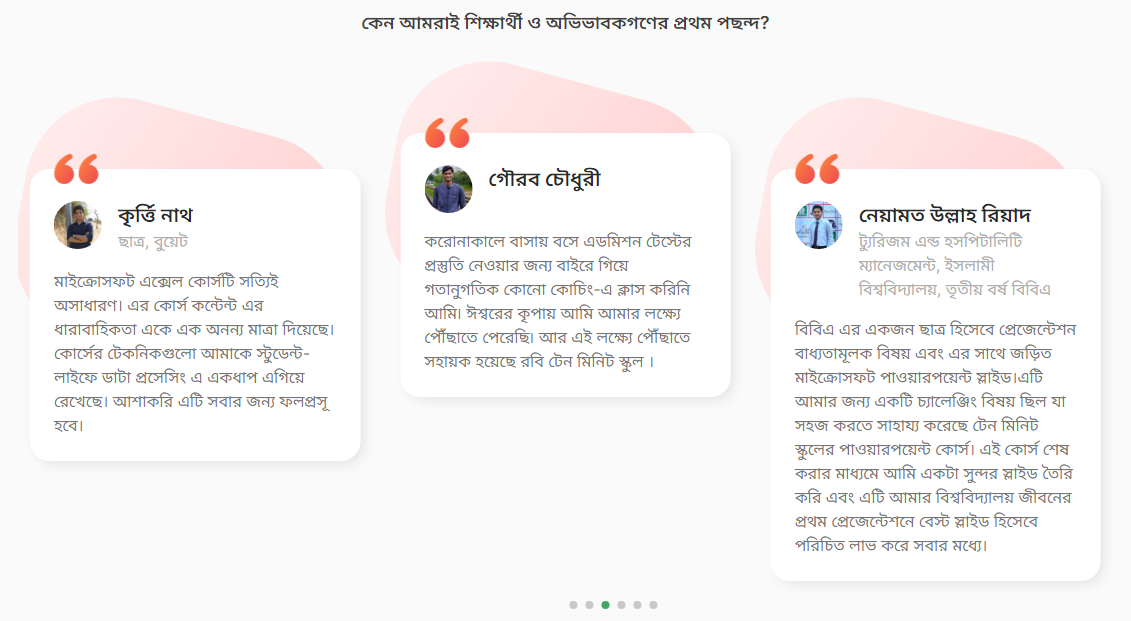 কেন আমরাই শিক্ষার্থী ও অভিভাবকগণের প্রথম পছন্দ?
কৃর্ত্তি নাথ
ছাত্র, বুয়েট
মাইক্রোসফট এক্সেল কোর্সটি সত্যিই
অসাধারণ। এর কোর্স কন্টেন্ট এর
ধারাবাহিকতা একে এক অনন্য মাত্রা দিয়েছে।
কোর্সের টেকনিকগুলো আমাকে স্টুডেন্ট-
লাইফে ডাটা প্রসেসিং এ একধাপ এগিয়ে
রেখেছে। আশাকরি এটি সবার জন্য ফলপ্রসূ
হবে।
গৌরব চৌধুরী
করোনাকালে বাসায় বসে এডমিশন টেস্টের
প্রস্তুতি নেওয়ার জন্য বাইরে গিয়ে
গতানুগতিক কোনো কোচিং-এ ক্লাস করিনি
আমি। ঈশ্বরের কৃপায় আমি আমার লক্ষ্যে
পৌঁছাতে পেরেছি। আর এই লক্ষ্যে পৌঁছাতে
সহায়ক হয়েছে রবি টেন মিনিট স্কুল ।
নেয়ামত উল্লাহ রিয়াদ
ট্যুরিজম এন্ড হসপিটালিটি
ম্যানেজমেন্ট, ইসলামী
বিশ্ববিদ্যালয়, তৃতীয় বর্ষ বিবিএ
বিবিএ এর একজন ছাত্র হিসেবে প্রেজেন্টেশন
বাধ্যতামূলক বিষয় এবং এর সাথে জড়িত
মাইক্রোসফট পাওয়ারপয়েন্ট স্লাইড।এটি
আমার জন্য একটি চ্যালেঞ্জিং বিষয় ছিল যা
সহজ করতে সাহায্য করেছে টেন মিনিট
স্কুলের পাওয়ারপয়েন্ট কোর্স। এই কোর্স শেষ
করার মাধ্যমে আমি একটা সুন্দর স্লাইড তৈরি
করি এবং এটি আমার বিশ্ববিদ্যালয় জীবনের
প্রথম প্রেজেন্টেশনে বেস্ট স্লাইড হিসেবে
পরিচিত লাভ করে সবার মধ্যে।